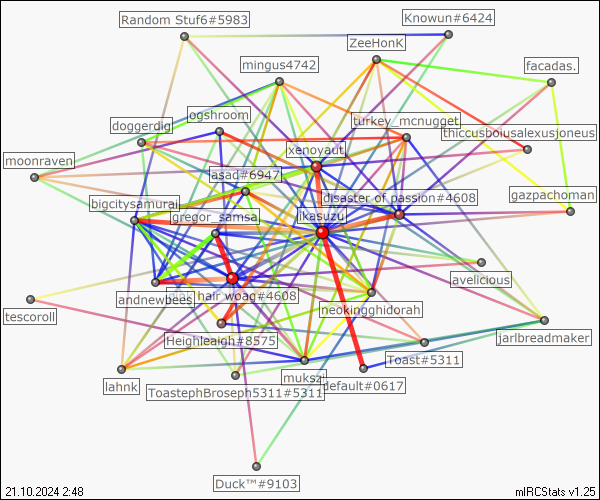 Random Stuf6#5983
Knowun#6424
ZeeHonK
mingus4742
facadas.
ogshroom
doggerdig
turkey_mcnugget
thiccusboiusalexusjoneus
xenoyaut
moonraven
asad#6947
disaster of passion#4608
gazpachoman
bigcitysamurai
gregor_samsa
likasuzu
avelicious
andnewbees
hair woag#4608
neokingghidorah
tescoroll
Heighleaigh#8575
jarlbreadmaker
Toast#5311
lahnk
mukszi
default#0617
ToastephBroseph5311#5311
Duck™#9103
21.10.2024 2:48
mIRCStats v1.25